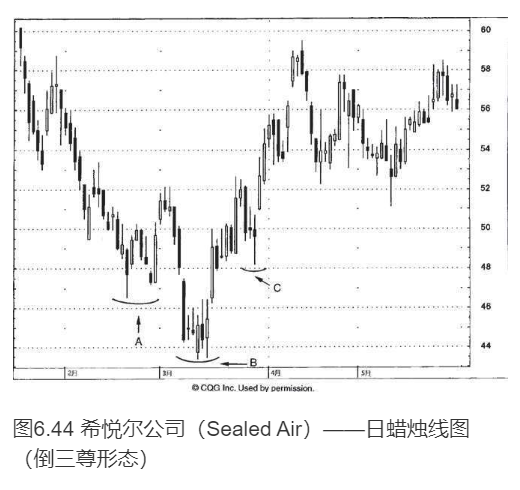 60
58
56
54
52
50
48
46
44
A
B
C
2月
3月
4月
5月
© CQG Inc. Used by permission.
图6.44 希悦尔公司（Sealed Air）——日蜡烛线图
（倒三尊形态）